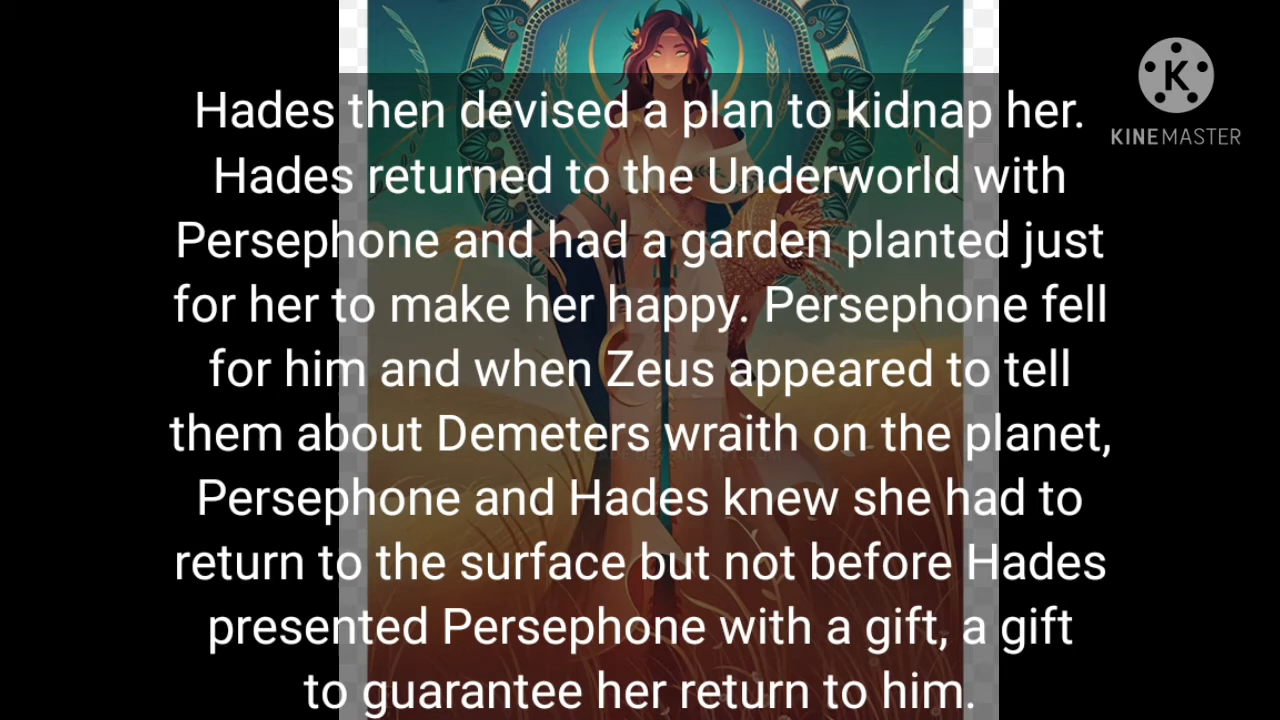 Hades then devised a plan to kidnap her.
Hades returned to the Underworld with
Persephone and had a garden planted just
for her to make her happy. Persephone fell
for him and when Zeus appeared to tell
them about Demeters wraith on the planet,
Persephone and Hades knew she had to
return to the surface but not before Hades
presented Persephone with a gift, a gift
to guarantee her return to him.
K
KINEMASTER